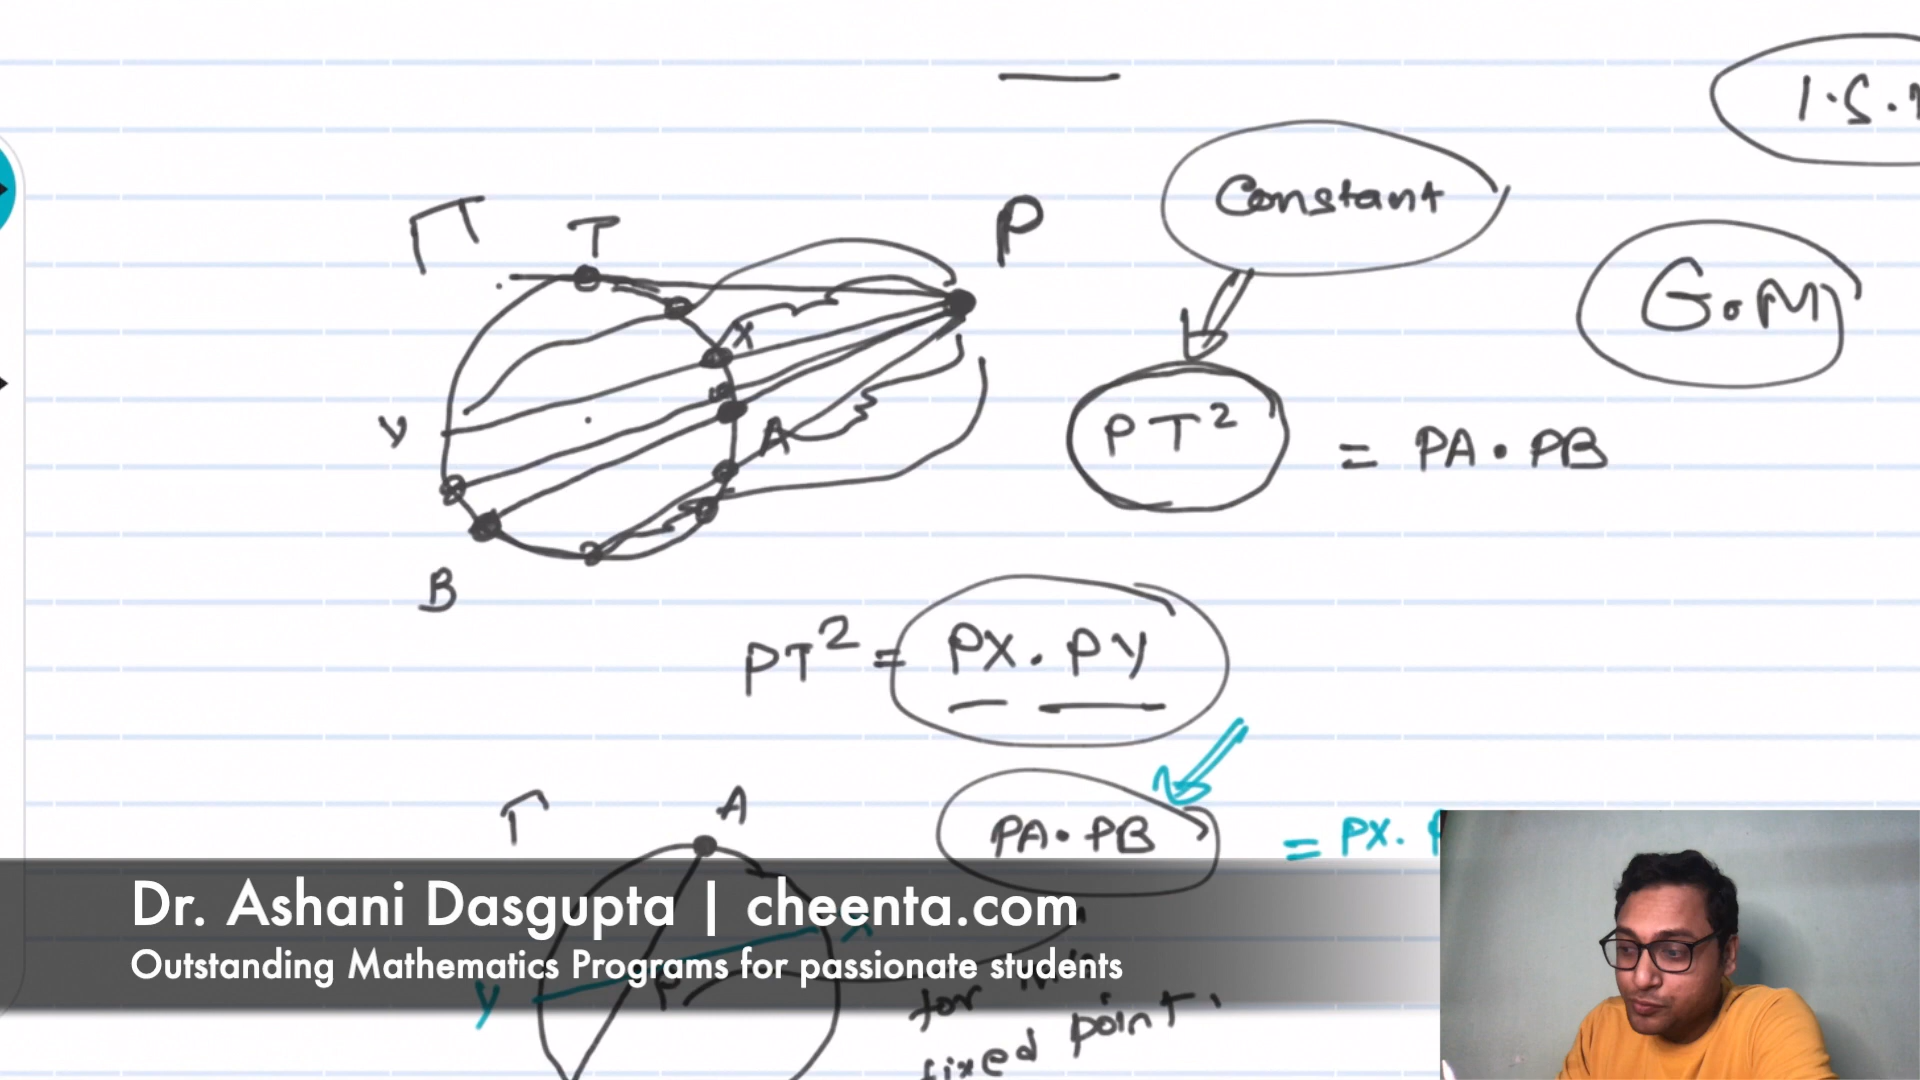 I.S.
Constant
Γ T P
G.M
X
Y A
PT² = PA.PB
B
PT² = PX.PY
Γ A
PA.PB = PX.
Dr. Ashani Dasgupta | cheenta.com
Outstanding Mathematics Programs for passionate students
Y P X
for
fixed point.